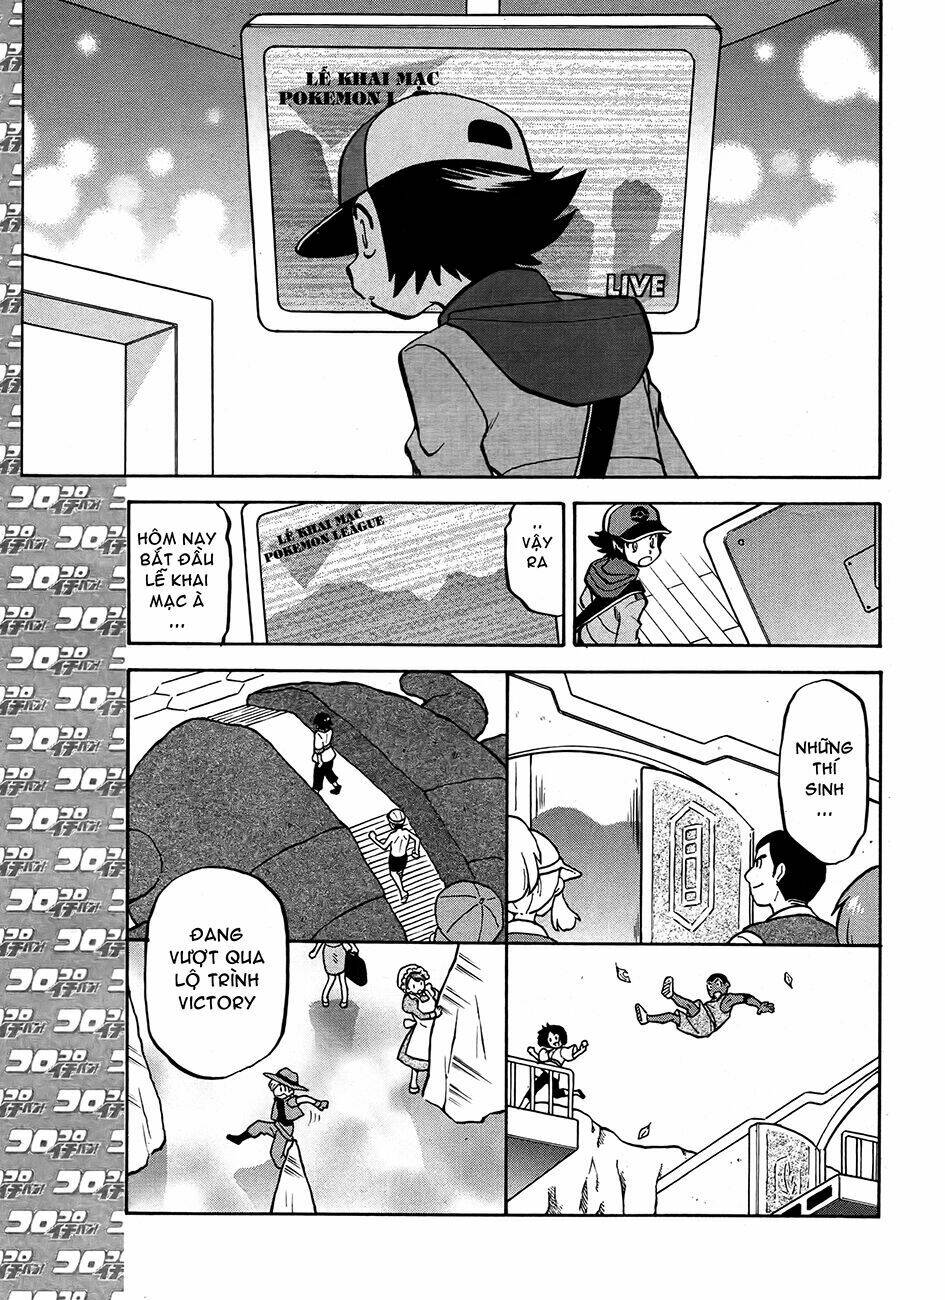 LỄ KHAI MẠC
POKEMON L
LIVE
..
VẬY
RA
LỄ KHAI MẠC
POKEMON LEAGUE
HÔM NAY
BẮT ĐẦU
LỄ KHAI
MẠC À
...
NHỮNG
THÍ
SINH
...
ĐANG
VƯỢT QUA
LỘ TRÌNH
VICTORY